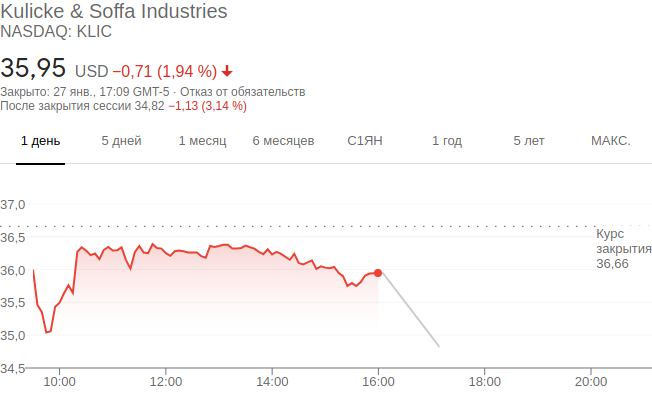 Kulicke & Soffa Industries
NASDAQ: KLIC
35,95 USD −0,71 (1,94 %)
Закрыто: 27 янв., 17:09 GMT-5 · Отказ от обязательств
После закрытия сессии 34,82 −1,13 (3,14 %)
1 день 5 дней 1 месяц 6 месяцев С1ЯН 1 год 5 лет МАКС.
37,0
36,5
Курс
закрытия
36,66
36,0
35,5
35,0
34,5
10:00 12:00 14:00 16:00 18:00 20:00